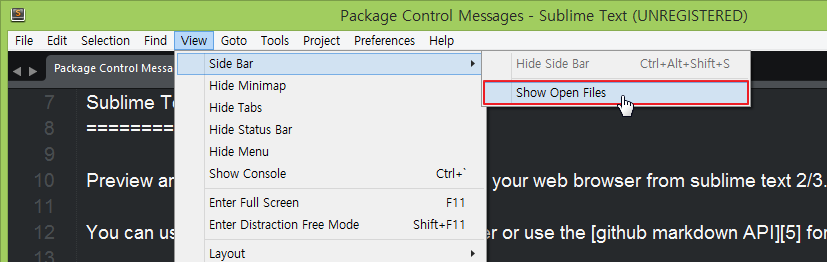 Package Control Messages - Sublime Text (UNREGISTERED)
File Edit Selection Find View Goto Tools Project Preferences Help
Package Control Messa
Side Bar
Hide Side Bar Ctrl+Alt+Shift+S
Show Open Files
Hide Minimap
Hide Tabs
Hide Status Bar
Hide Menu
Show Console Ctrl+`
Enter Full Screen F11
Enter Distraction Free Mode Shift+F11
Layout
7 Sublime Te
8 =========
9
10 Preview an your web browser from sublime text 2/3.
11
12 You can us er or use the [github markdown API][5] for